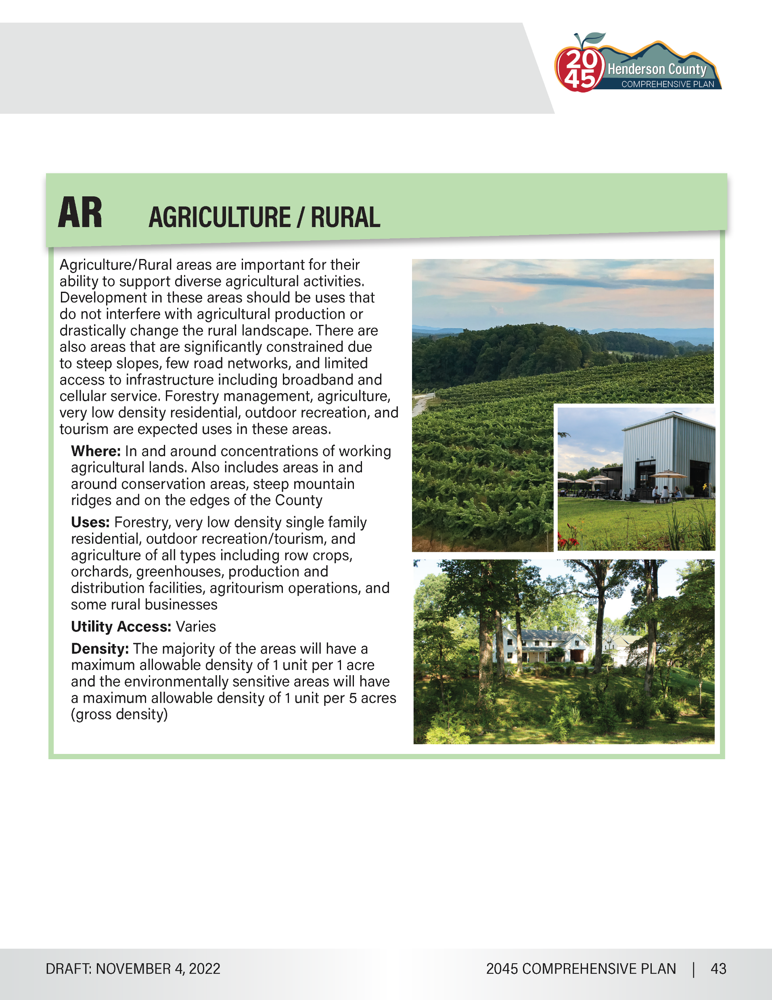 20
45
Henderson County
COMPREHENSIVE PLAN
AR AGRICULTURE / RURAL
Agriculture/Rural areas are important for their
ability to support diverse agricultural activities.
Development in these areas should be uses that
do not interfere with agricultural production or
drastically change the rural landscape. There are
also areas that are significantly constrained due
to steep slopes, few road networks, and limited
access to infrastructure including broadband and
cellular service. Forestry management, agriculture,
very low density residential, outdoor recreation, and
tourism are expected uses in these areas.
Where: In and around concentrations of working
agricultural lands. Also includes areas in and
around conservation areas, steep mountain
ridges and on the edges of the County
Uses: Forestry, very low density single family
residential, outdoor recreation/tourism, and
agriculture of all types including row crops,
orchards, greenhouses, production and
distribution facilities, agritourism operations, and
some rural businesses
Utility Access: Varies
Density: The majority of the areas will have a
maximum allowable density of 1 unit per 1 acre
and the environmentally sensitive areas will have
a maximum allowable density of 1 unit per 5 acres
(gross density)
DRAFT: NOVEMBER 4, 2022
2045 COMPREHENSIVE PLAN | 43